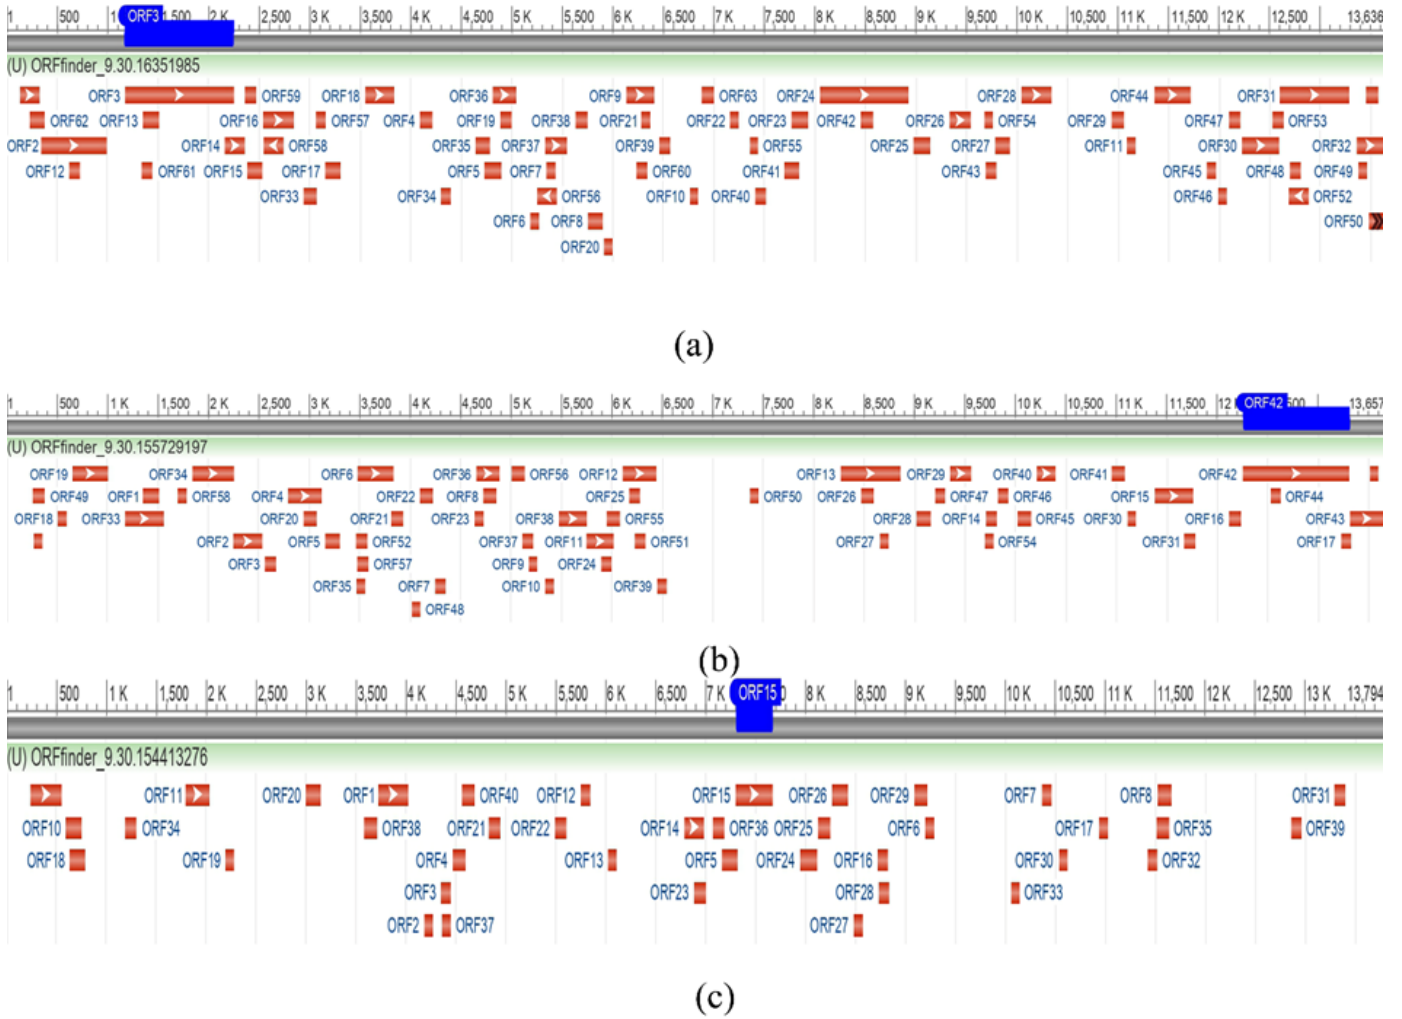 1 500 1 ORF3 1,500 2 K 2,500 3 K 3,500 4 K 4,500 5 K 5,500 6 K 6,500 7 K 7,500 8 K 8,500 9 K 9,500 10 K 10,500 11 K 11,500 12 K 12,500 13,636
(U) ORFfinder_9.30.16351985
ORF3 ORF59 ORF18 ORF36 ORF9 ORF63 ORF24 ORF28 ORF44 ORF31
ORF62 ORF13 ORF16 ORF57 ORF4 ORF19 ORF38 ORF21 ORF22 ORF23 ORF42 ORF26 ORF54 ORF29 ORF47 ORF53
ORF2 ORF14 ORF58 ORF35 ORF37 ORF39 ORF55 ORF25 ORF27 ORF11 ORF30 ORF32
ORF12 ORF61 ORF15 ORF17 ORF5 ORF7 ORF60 ORF41 ORF43 ORF45 ORF48 ORF49
ORF33 ORF34 ORF56 ORF10 ORF40 ORF46 ORF52
ORF6 ORF8 ORF50
ORF20
(a)
1 500 1 K 1,500 2 K 2,500 3 K 3,500 4 K 4,500 5 K 5,500 6 K 6,500 7 K 7,500 8 K 8,500 9 K 9,500 10 K 10,500 11 K 11,500 12 ORF42 500 13,657
(U) ORFfinder_9.30.155729197
ORF19 ORF34 ORF6 ORF36 ORF56 ORF12 ORF13 ORF29 ORF40 ORF41 ORF42
ORF49 ORF1 ORF58 ORF4 ORF22 ORF8 ORF25 ORF50 ORF26 ORF47 ORF46 ORF15 ORF44
ORF18 ORF33 ORF20 ORF21 ORF23 ORF38 ORF55 ORF28 ORF14 ORF45 ORF30 ORF16 ORF43
ORF2 ORF5 ORF52 ORF37 ORF11 ORF51 ORF27 ORF54 ORF31 ORF17
ORF3 ORF57 ORF9 ORF24
ORF35 ORF7 ORF10 ORF39
ORF48
(b)
1 500 1 K 1,500 2 K 2,500 3 K 3,500 4 K 4,500 5 K 5,500 6 K 6,500 7 K ORF15 0 8 K 8,500 9 K 9,500 10 K 10,500 11 K 11,500 12 K 12,500 13 K 13,794
(U) ORFfinder_9.30.154413276
ORF11 ORF20 ORF1 ORF40 ORF12 ORF15 ORF26 ORF29 ORF7 ORF8 ORF31
ORF10 ORF34 ORF38 ORF21 ORF22 ORF14 ORF36 ORF25 ORF6 ORF17 ORF35 ORF39
ORF18 ORF19 ORF4 ORF13 ORF5 ORF24 ORF16 ORF30 ORF32
ORF3 ORF23 ORF28 ORF33
ORF2 ORF37 ORF27
(c)